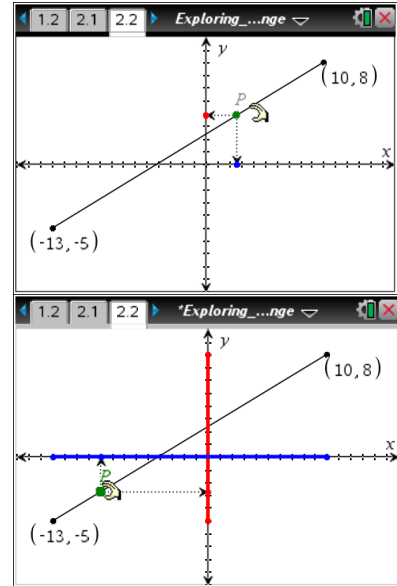 1.2 2.1 2.2 Exploring_...nge
y
(10,8)
P
x
(-13,-5)
1.2 2.1 2.2 *Exploring_...nge
y
(10,8)
x
P
(-13,-5)